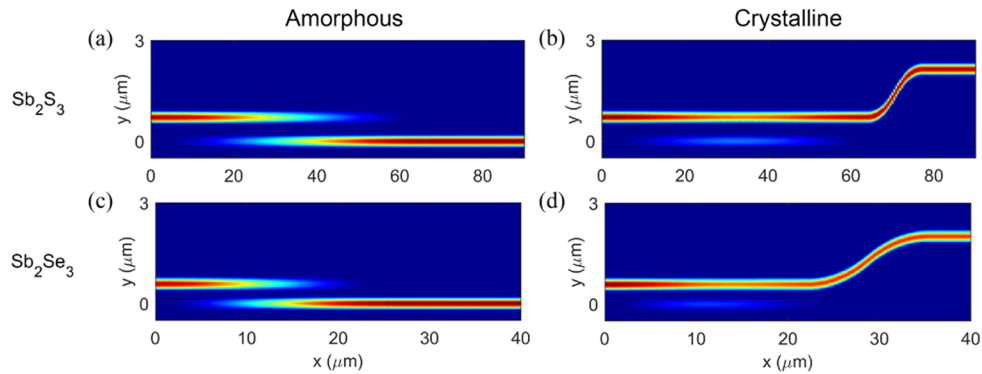 Amorphous Crystalline
(a) (b)
3 3
Sb2S3 y (μm) y (μm)
0 0
0 20 40 60 80 0 20 40 60 80
(c) (d)
3 3
Sb2Se3 y (μm) y (μm)
0 0
0 10 20 30 40 0 10 20 30 40
x (μm) x (μm)